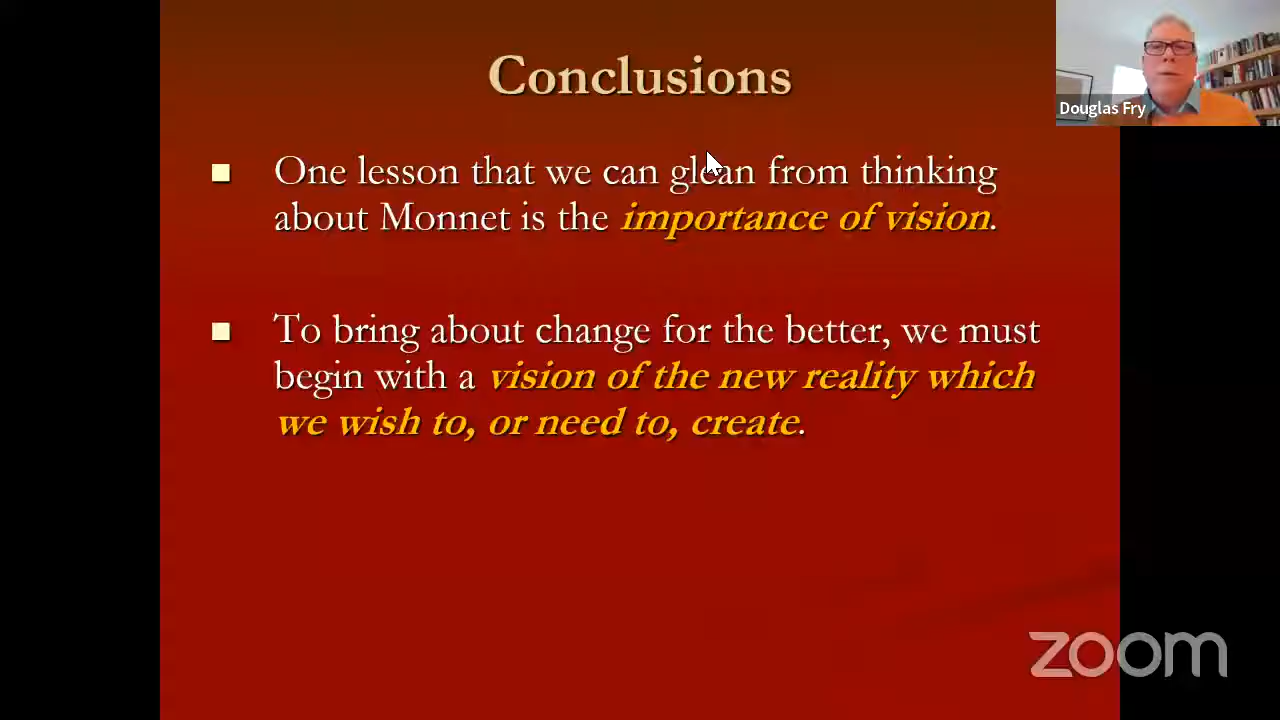 Conclusions
Douglas Fry
One lesson that we can glean from thinking
about Monnet is the importance of vision.
To bring about change for the better, we must
begin with a vision of the new reality which
we wish to, or need to, create.
zoom